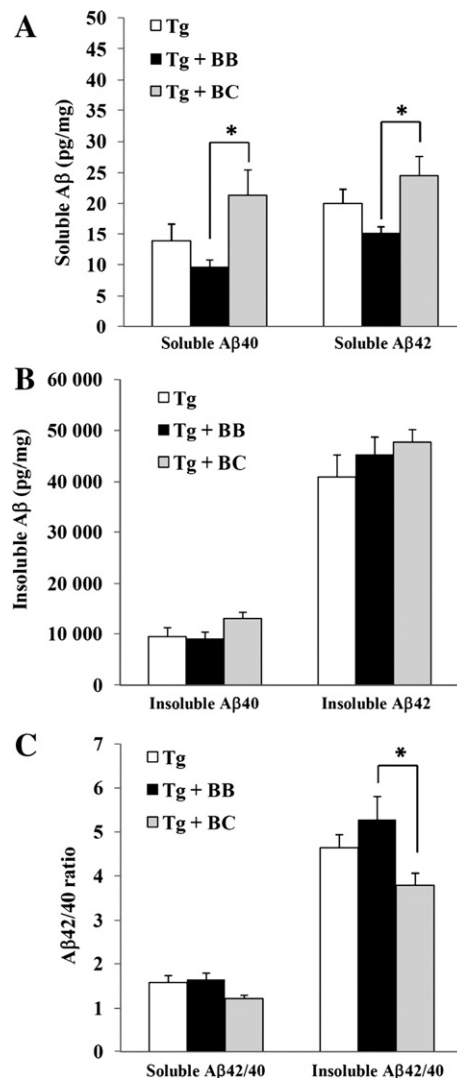 A
50
45
40
35
30
25
20
15
10
5
0
Soluble Aβ (pg/mg)
Tg
Tg + BB
Tg + BC
*
*
Soluble Aβ40
Soluble Aβ42
B
60 000
50 000
40 000
30 000
20 000
10 000
0
Insoluble Aβ (pg/mg)
Tg
Tg + BB
Tg + BC
Insoluble Aβ40
Insoluble Aβ42
C
7
6
5
4
3
2
1
0
Aβ42/40 ratio
Tg
Tg + BB
Tg + BC
*
Soluble Aβ42/40
Insoluble Aβ42/40